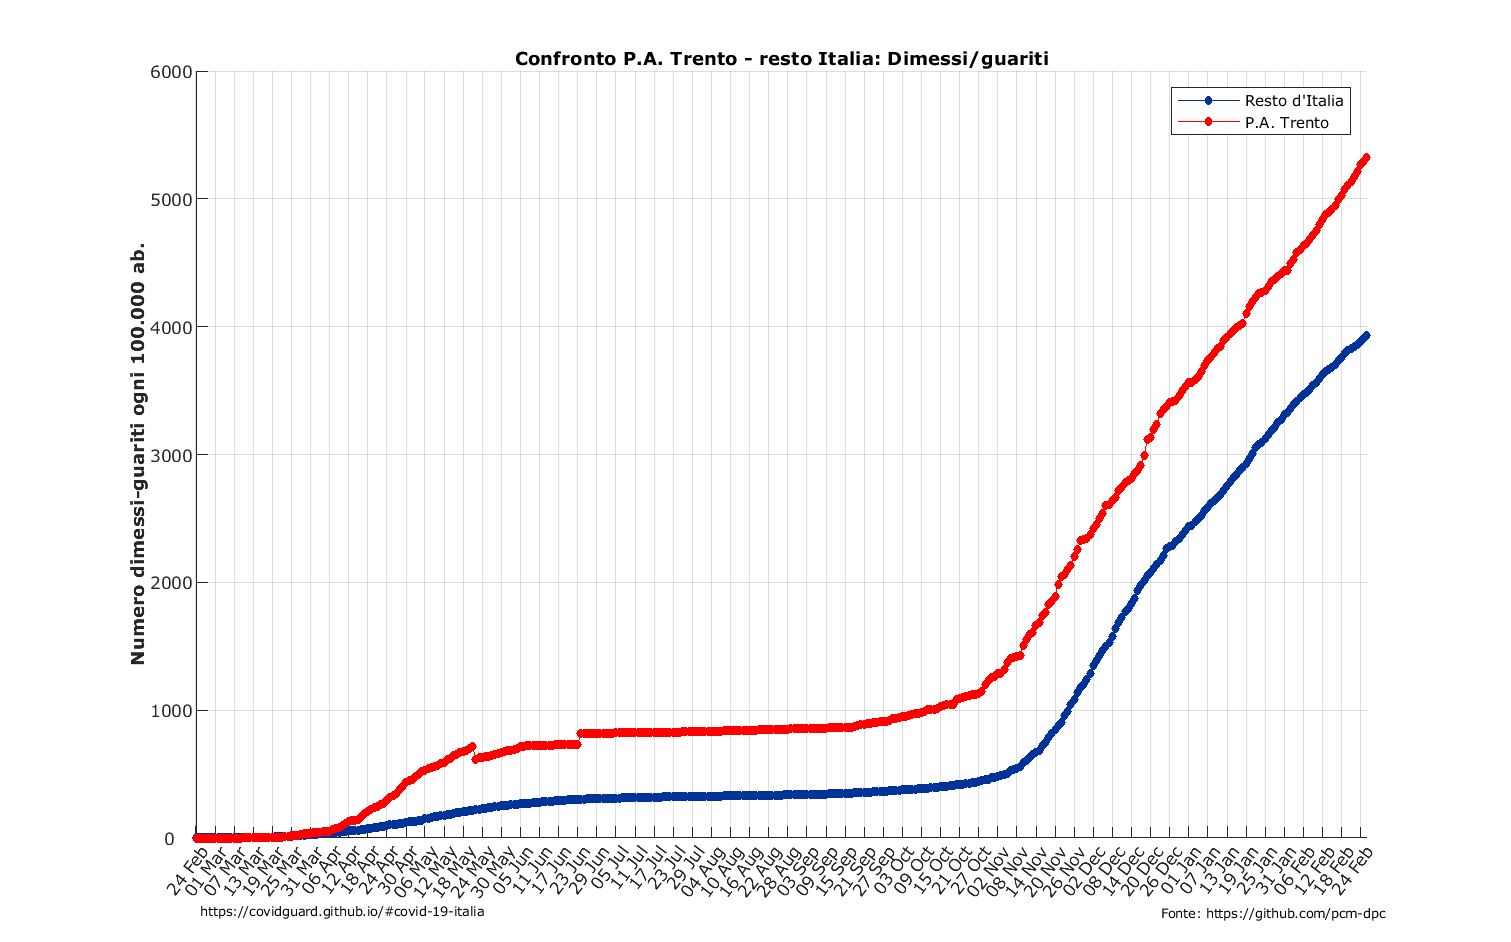 Confronto P.A. Trento - resto Italia: Dimessi/guariti
6000
5000
4000
3000
2000
1000
0
Numero dimessi-guariti ogni 100.000 ab.
Resto d'Italia
P.A. Trento
24 Feb
01 Mar
07 Mar
13 Mar
19 Mar
25 Mar
31 Mar
06 Apr
12 Apr
18 Apr
24 Apr
30 Apr
06 May
12 May
18 May
24 May
30 May
05 Jun
11 Jun
17 Jun
23 Jun
29 Jun
05 Jul
11 Jul
17 Jul
23 Jul
29 Jul
04 Aug
10 Aug
16 Aug
22 Aug
28 Aug
03 Sep
09 Sep
15 Sep
21 Sep
27 Sep
03 Oct
09 Oct
15 Oct
21 Oct
27 Oct
02 Nov
08 Nov
14 Nov
20 Nov
26 Nov
02 Dec
08 Dec
14 Dec
20 Dec
26 Dec
01 Jan
07 Jan
13 Jan
19 Jan
25 Jan
31 Jan
06 Feb
12 Feb
18 Feb
24 Feb
https://covidguard.github.io/#covid-19-italia
Fonte: https://github.com/pcm-dpc